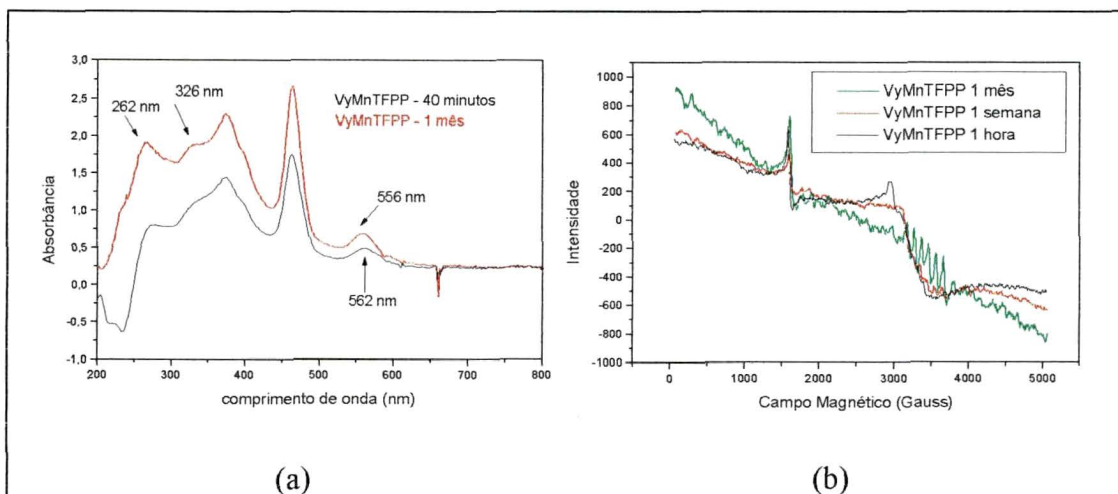 3,0
2,5
2,0
1,5
1,0
0,5
0,0
-0,5
-1,0
200 300 400 500 600 700 800
Absorbância
comprimento de onda (nm)
262 nm
326 nm
VyMnTFPP - 40 minutos
VyMnTFPP - 1 mês
556 nm
562 nm
(a)
1000
800
600
400
200
0
-200
-400
-600
-800
-1000
0 1000 2000 3000 4000 5000
Intensidade
Campo Magnético (Gauss)
VyMnTFPP 1 mês
VyMnTFPP 1 semana
VyMnTFPP 1 hora
(b)